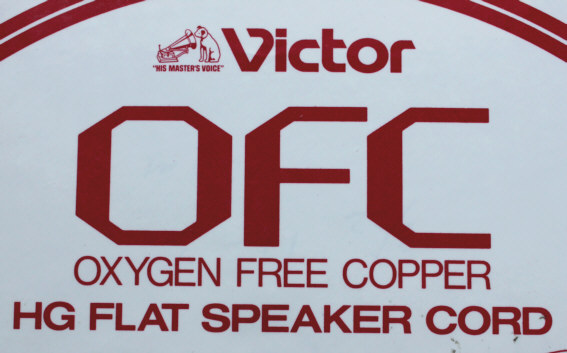 Victor
"HIS MASTER'S VOICE"
OFC
OXYGEN FREE COPPER
HG FLAT SPEAKER CORD